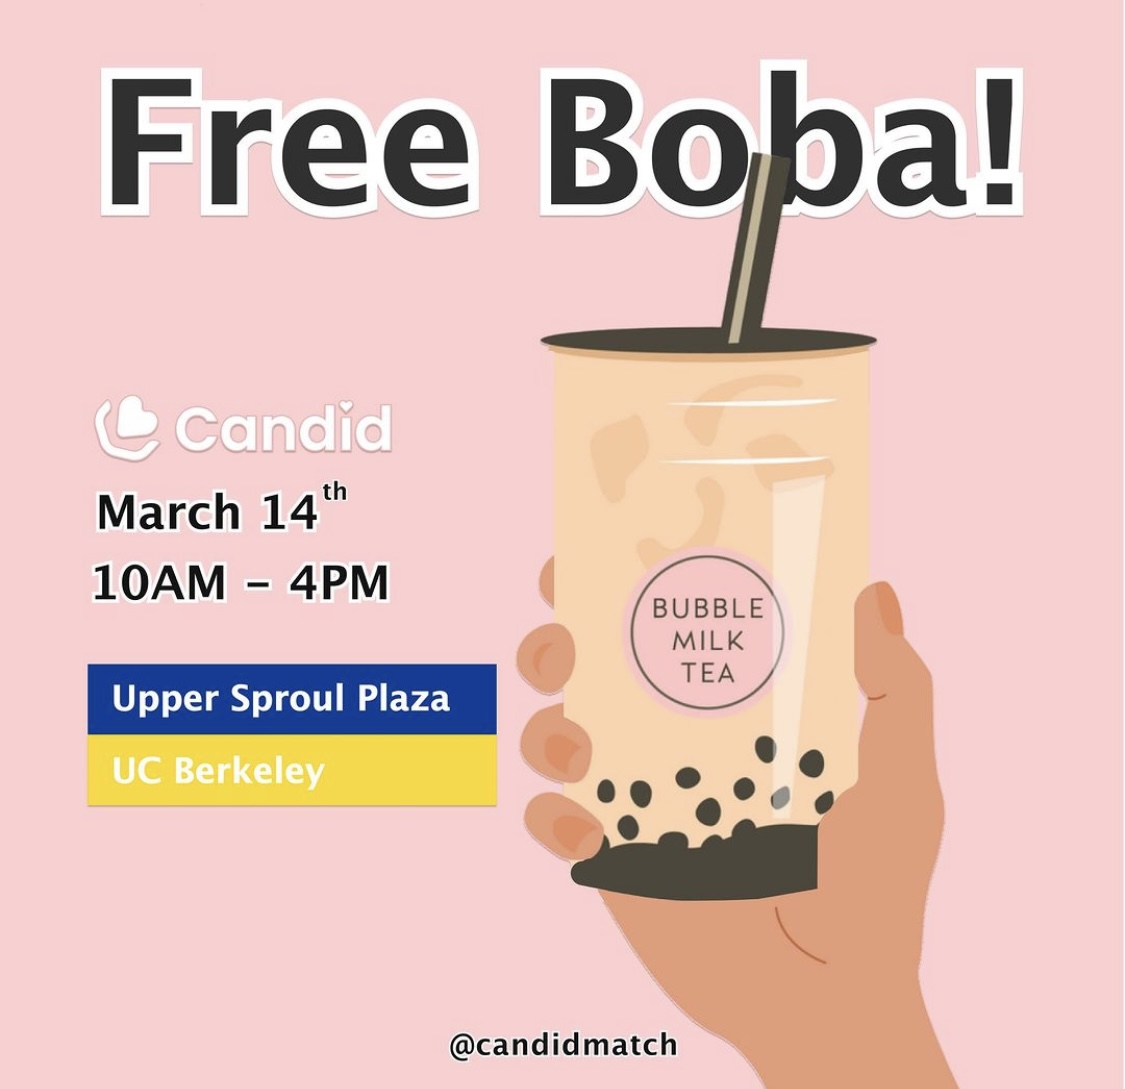 Free Boba!
Candid
March 14th
10AM – 4PM
Upper Sproul Plaza
UC Berkeley
BUBBLE
MILK
TEA
@candidmatch